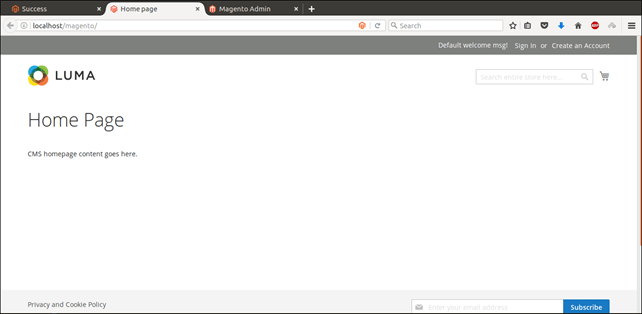 Success
Home page
Magento Admin
localhost/magento/
Search
Default welcome msg! Sign In or Create an Account
LUMA
Search entire store here...
Home Page
CMS homepage content goes here.
Privacy and Cookie Policy
Enter your email address
Subscribe